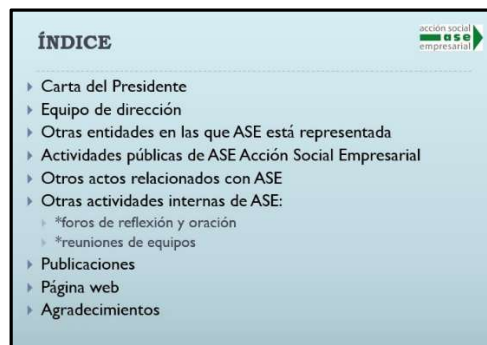 ÍNDICE
acción social
ase
empresarial
Carta del Presidente
Equipo de dirección
Otras entidades en las que ASE está representada
Actividades públicas de ASE Acción Social Empresarial
Otros actos relacionados con ASE
Otras actividades internas de ASE:
*foros de reflexión y oración
*reuniones de equipos
Publicaciones
Página web
Agradecimientos